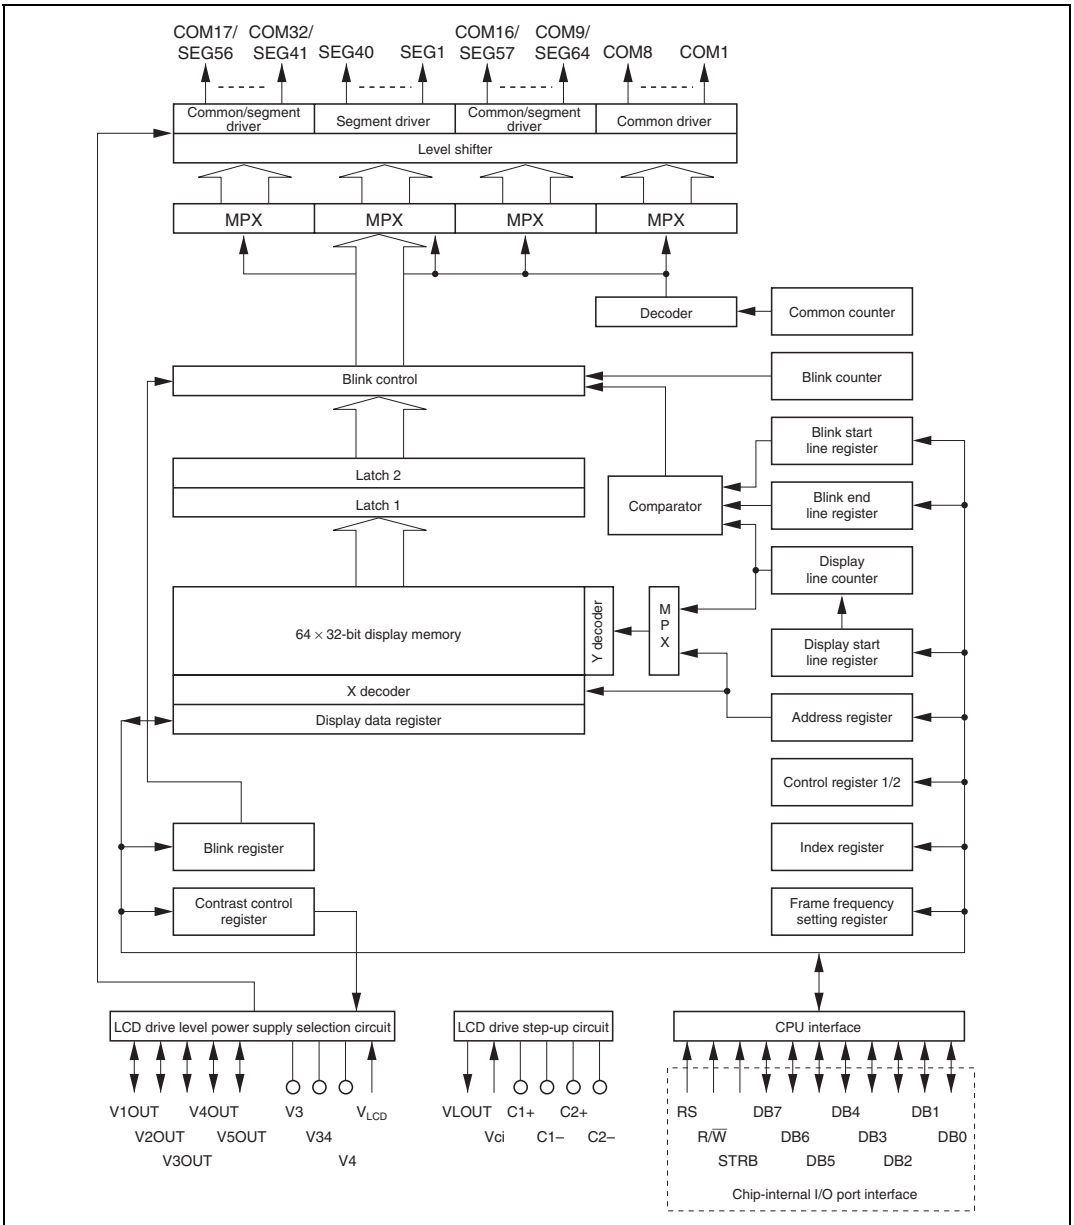 COM17/ COM32/ COM16/ COM9/
SEG56 SEG41 SEG40 SEG1 SEG57 SEG64 COM8 COM1
Common/segment
driver
Segment driver
Common/segment
driver
Common driver
Level shifter
MPX MPX MPX MPX
Decoder
Common counter
Blink control
Blink counter
Blink start
line register
Latch 2
Latch 1
Comparator
Blink end
line register
Display
line counter
64 × 32-bit display memory
Y decoder
M
P
X
Display start
line register
X decoder
Display data register
Address register
Control register 1/2
Blink register
Index register
Contrast control
register
Frame frequency
setting register
LCD drive level power supply selection circuit
LCD drive step-up circuit
CPU interface
V1OUT V4OUT V3 VLCD VLOUT C1+ C2+ RS DB7 DB4 DB1
V2OUT V5OUT V34 Vci C1– C2– R/W̅ DB6 DB3 DB0
V3OUT V4 STRB DB5 DB2
Chip-internal I/O port interface